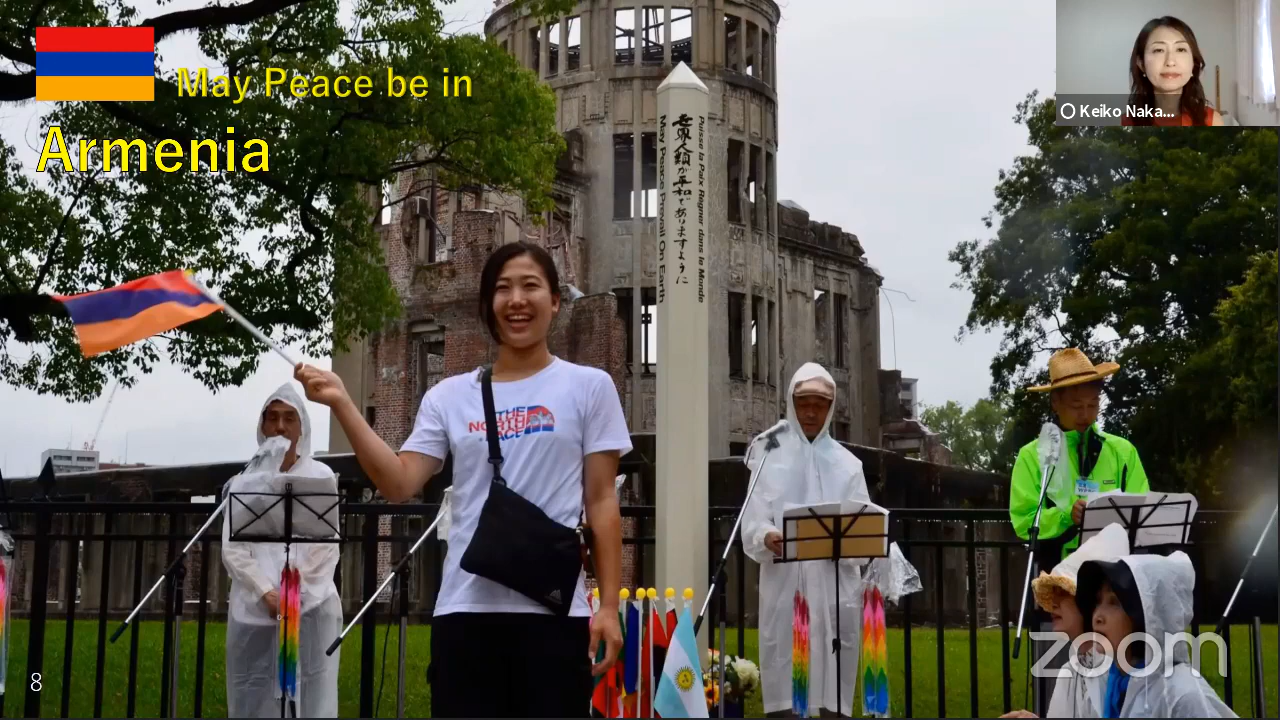 May Peace be in
Armenia
Keiko Naka...
May Peace Prevail On Earth
世界人類が平和でありますように
Puisse la Paix Régner dans le Monde
THE
NORTH
FACE
adidas
8
zoom